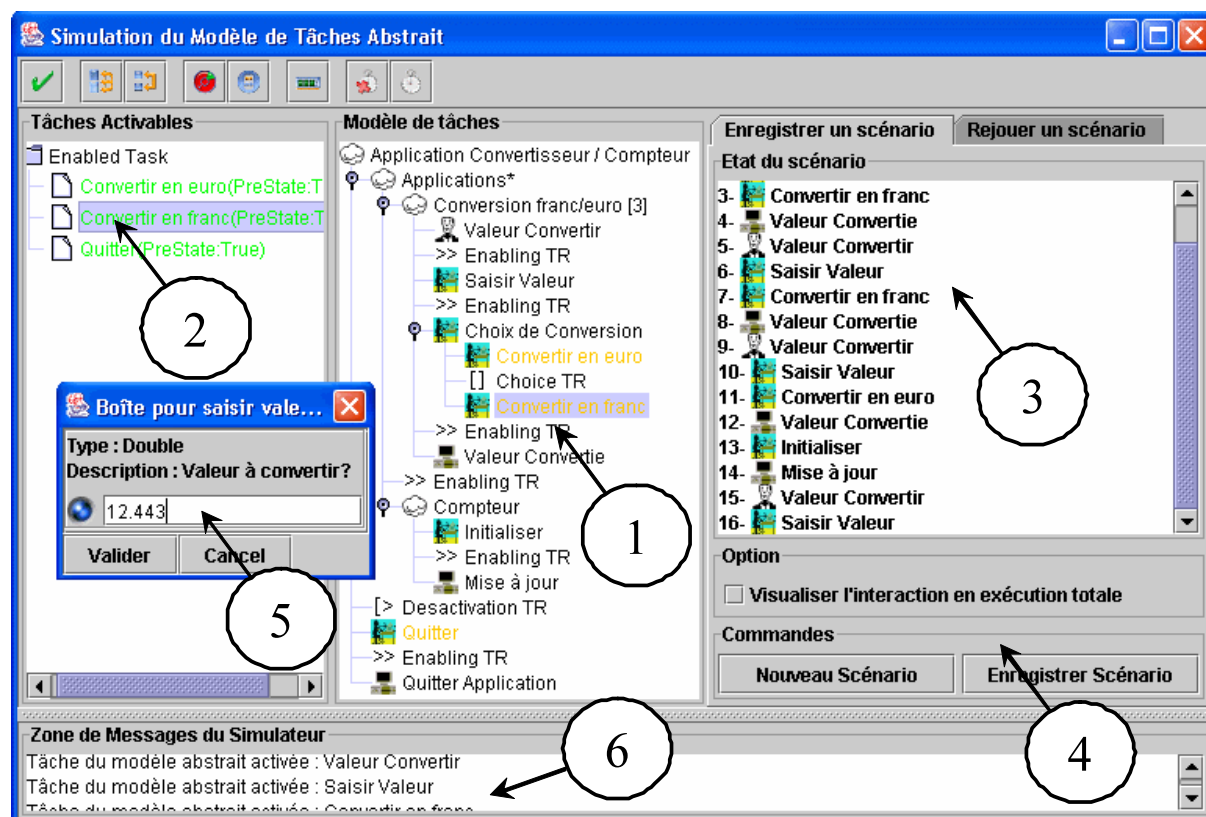 Simulation du Modèle de Tâches Abstrait
Tâches Activables
Enabled Task
Convertir en euro(PreState:T
Convertir en franc(PreState:T
Quitter(PreState:True)
2
Boîte pour saisir vale...
Type : Double
Description : Valeur à convertir?
12.443
Valider
Cancel
5
Modèle de tâches
Application Convertisseur / Compteur
Applications*
Conversion franc/euro [3]
Valeur Convertir
>> Enabling TR
Saisir Valeur
>> Enabling TR
Choix de Conversion
Convertir en euro
[] Choice TR
Convertir en franc
>> Enabling TR
Valeur Convertie
>> Enabling TR
Compteur
Initialiser
>> Enabling TR
Mise à jour
[> Desactivation TR
Quitter
>> Enabling TR
Quitter Application
1
Enregistrer un scénario
Rejouer un scénario
Etat du scénario
3- Convertir en franc
4- Valeur Convertie
5- Valeur Convertir
6- Saisir Valeur
7- Convertir en franc
8- Valeur Convertie
9- Valeur Convertir
10- Saisir Valeur
11- Convertir en euro
12- Valeur Convertie
13- Initialiser
14- Mise à jour
15- Valeur Convertir
16- Saisir Valeur
3
Option
Visualiser l'interaction en exécution totale
Commandes
Nouveau Scénario
Enregistrer Scénario
4
Zone de Messages du Simulateur
Tâche du modèle abstrait activée : Valeur Convertir
Tâche du modèle abstrait activée : Saisir Valeur
Tâche du modèle abstrait activée : Convertir en franc
6